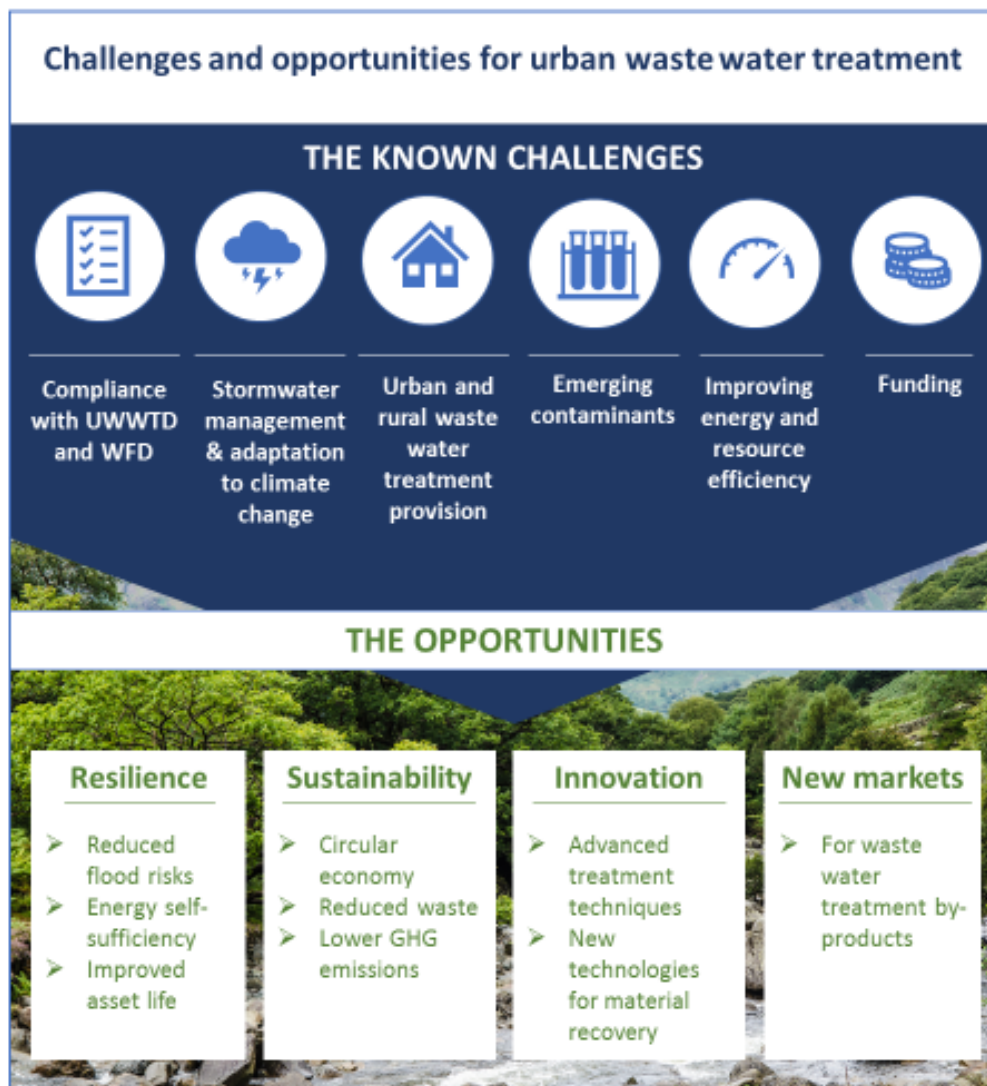 Challenges and opportunities for urban waste water treatment
THE KNOWN CHALLENGES
Compliance
with UWWTD
and WFD
Stormwater
management
& adaptation
to climate
change
Urban and
rural waste
water
treatment
provision
Emerging
contaminants
Improving
energy and
resource
efficiency
Funding
THE OPPORTUNITIES
Resilience
➢ Reduced
flood risks
➢ Energy self-
sufficiency
➢ Improved
asset life
Sustainability
➢ Circular
economy
➢ Reduced waste
➢ Lower GHG
emissions
Innovation
➢ Advanced
treatment
techniques
➢ New
technologies
for material
recovery
New markets
➢ For waste
water
treatment by-
products